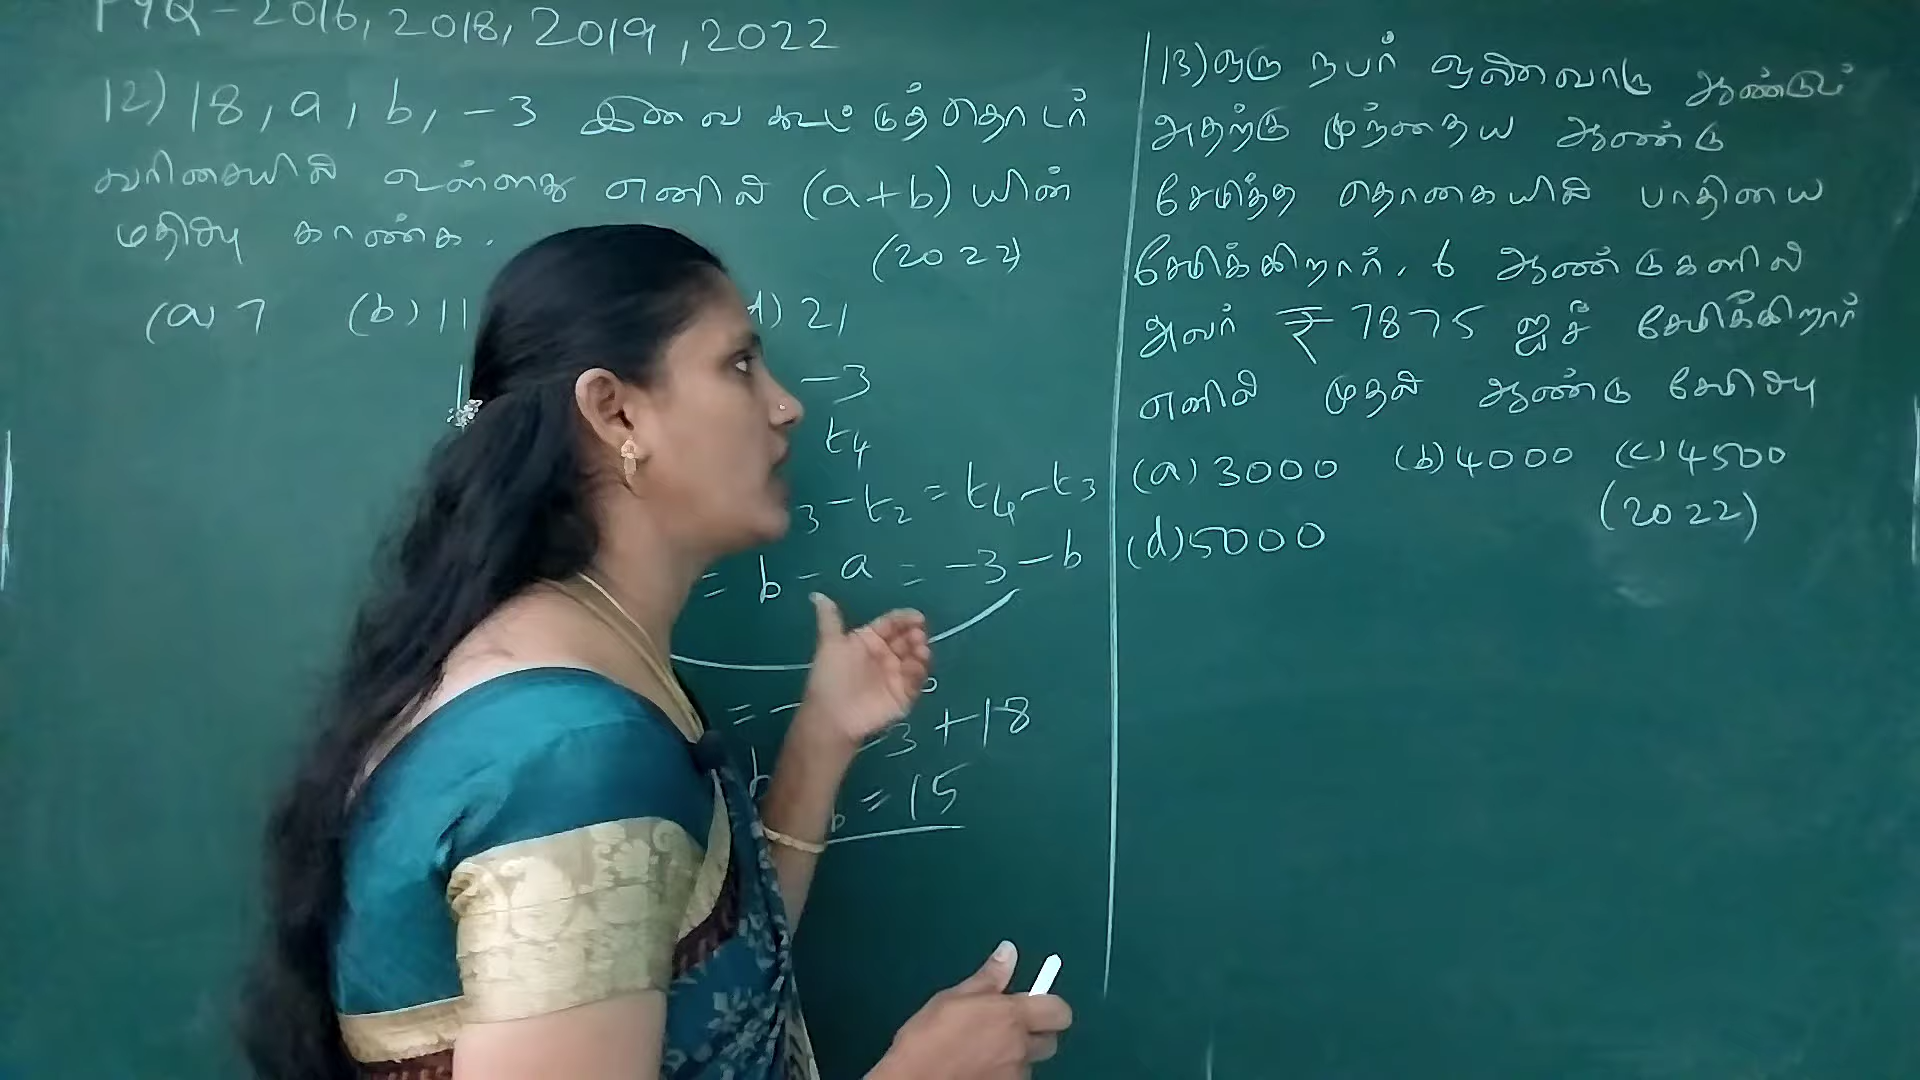 PYQ - 2016, 2018, 2019, 2022
12) 18, a, b, -3 இவை கூட்டுத்தொடர்
வரிசையில் உள்ளது எனில் (a+b) யின்
மதிப்பு காண்க.
(2022)
(a) 7 (b) 11 (d) 21
-3
t4
3 - t2 = t4 - t3
= b - a = -3 - b
= -
-3 + 18
b = 15
13) ஒரு நபர் ஒவ்வொரு ஆண்டும்
அதற்கு முந்தைய ஆண்டு
சேமித்த தொகையில் பாதியை
சேமிக்கிறார். 6 ஆண்டுகளில்
அவர் ₹ 7875 ஐச் சேமிக்கிறார்
எனில் முதல் ஆண்டு சேமிப்பு
(a) 3000 (b) 4000 (c) 4500
(2022)
(d) 5000